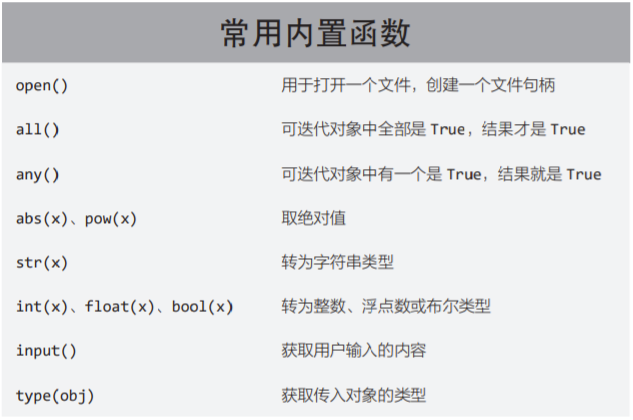 常用内置函数
open() 用于打开一个文件，创建一个文件句柄
all() 可迭代对象中全部是 True，结果才是 True
any() 可迭代对象中有一个是 True，结果就是 True
abs(x)、pow(x) 取绝对值
str(x) 转为字符串类型
int(x)、float(x)、bool(x) 转为整数、浮点数或布尔类型
input() 获取用户输入的内容
type(obj) 获取传入对象的类型